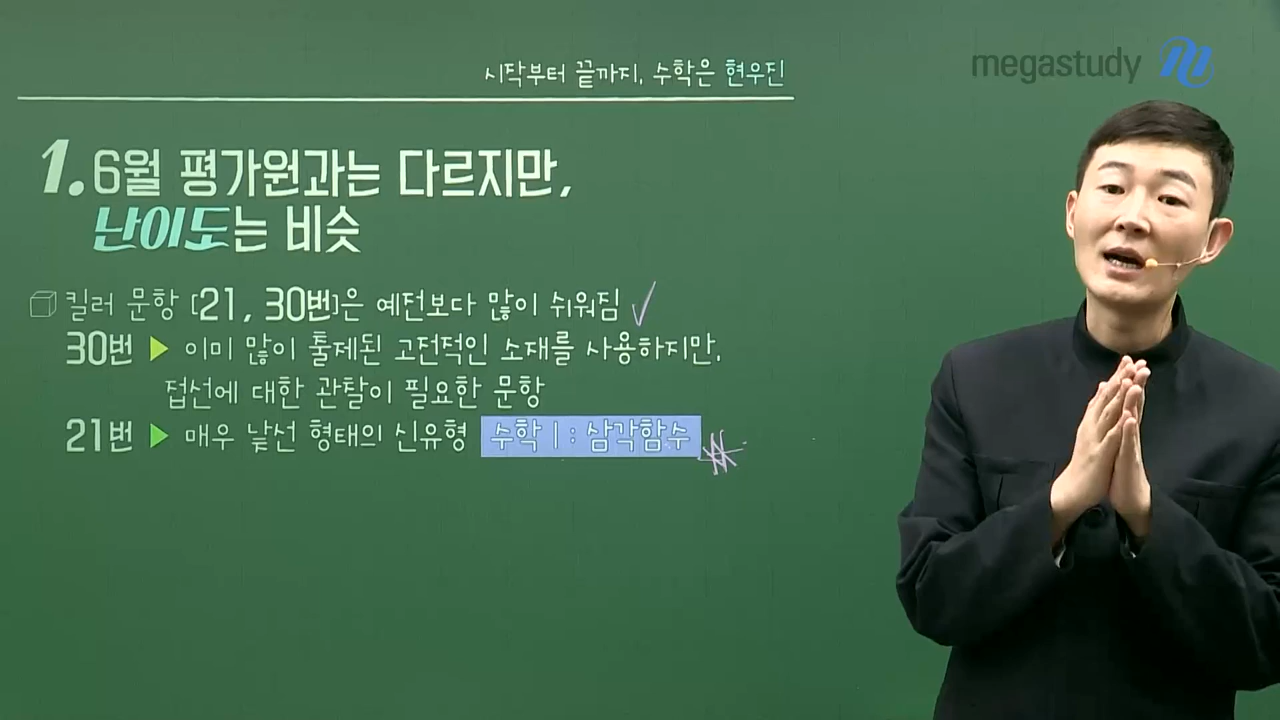 시작부터 끝까지, 수학은 현우진
megastudy
1. 6월 평가원과는 다르지만,
난이도는 비슷
킬러 문항 [21, 30번]은 예전보다 많이 쉬워짐
30번 ▶ 이미 많이 출제된 고전적인 소재를 사용하지만,
접선에 대한 관찰이 필요한 문항
21번 ▶ 매우 낯선 형태의 신유형 수학Ⅰ: 삼각함수